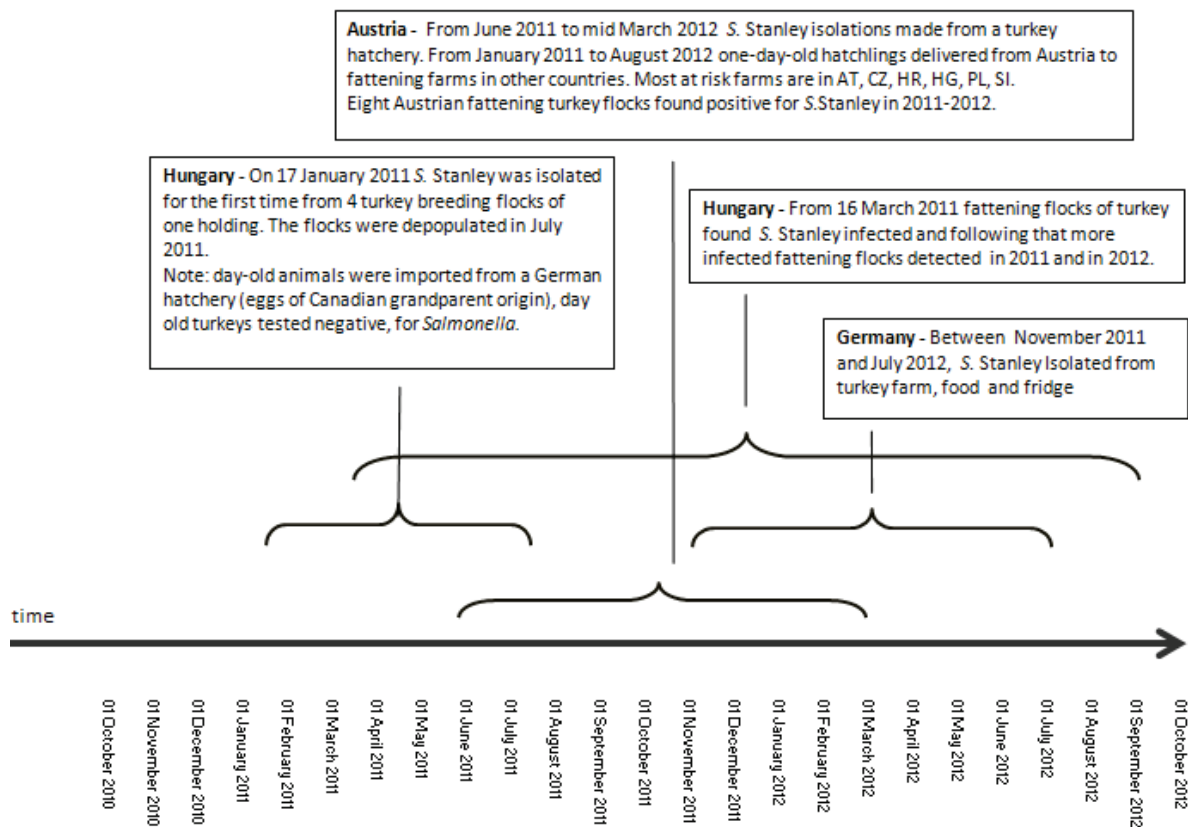 Austria - From June 2011 to mid March 2012 S. Stanley isolations made from a turkey
hatchery. From January 2011 to August 2012 one-day-old hatchlings delivered from Austria to
fattening farms in other countries. Most at risk farms are in AT, CZ, HR, HG, PL, SI.
Eight Austrian fattening turkey flocks found positive for S.Stanley in 2011-2012.
Hungary - On 17 January 2011 S. Stanley was isolated
for the first time from 4 turkey breeding flocks of
one holding. The flocks were depopulated in July
2011.
Note: day-old animals were imported from a German
hatchery (eggs of Canadian grandparent origin), day
old turkeys tested negative, for Salmonella.
Hungary - From 16 March 2011 fattening flocks of turkey
found S. Stanley infected and following that more
infected fattening flocks detected in 2011 and in 2012.
Germany - Between November 2011
and July 2012, S. Stanley Isolated from
turkey farm, food and fridge
time
01 October 2010
01 November 2010
01 December 2010
01 January 2011
01 February 2011
01 March 2011
01 April 2011
01 May 2011
01 June 2011
01 July 2011
01 August 2011
01 September 2011
01 October 2011
01 November 2011
01 December 2011
01 January 2012
01 February 2012
01 March 2012
01 April 2012
01 May 2012
01 June 2012
01 July 2012
01 August 2012
01 September 2012
01 October 2012